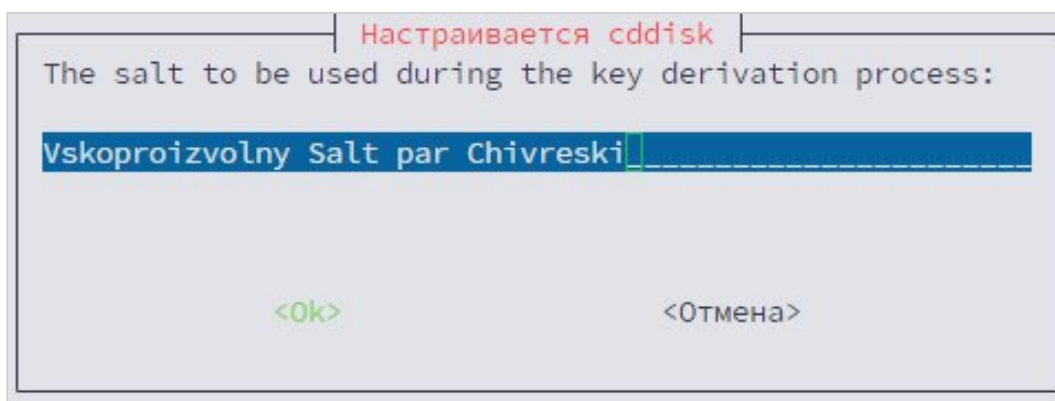 Настраивается cddisk
The salt to be used during the key derivation process:
Vskoproizvolny Salt par Chivreski
<Ok> <Отмена>